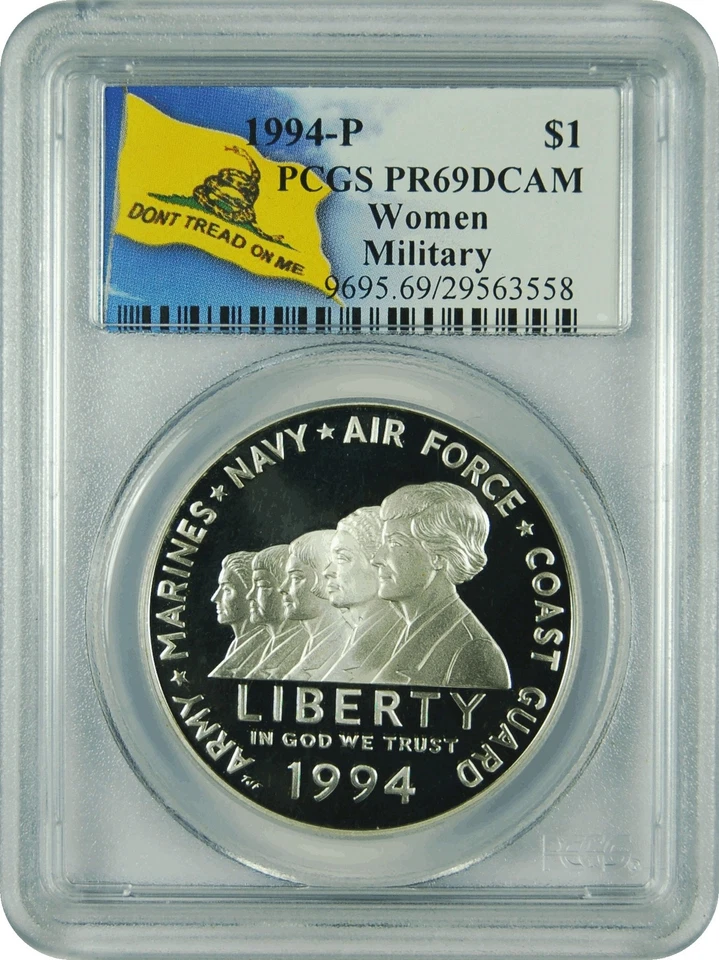 1994-P $1
PCGS PR69DCAM
Women
Military
9695.69/29563558
DONT TREAD ON ME
ARMY ★ MARINES ★ NAVY ★ AIR FORCE ★ COAST GUARD
LIBERTY
IN GOD WE TRUST
1994
PCGS